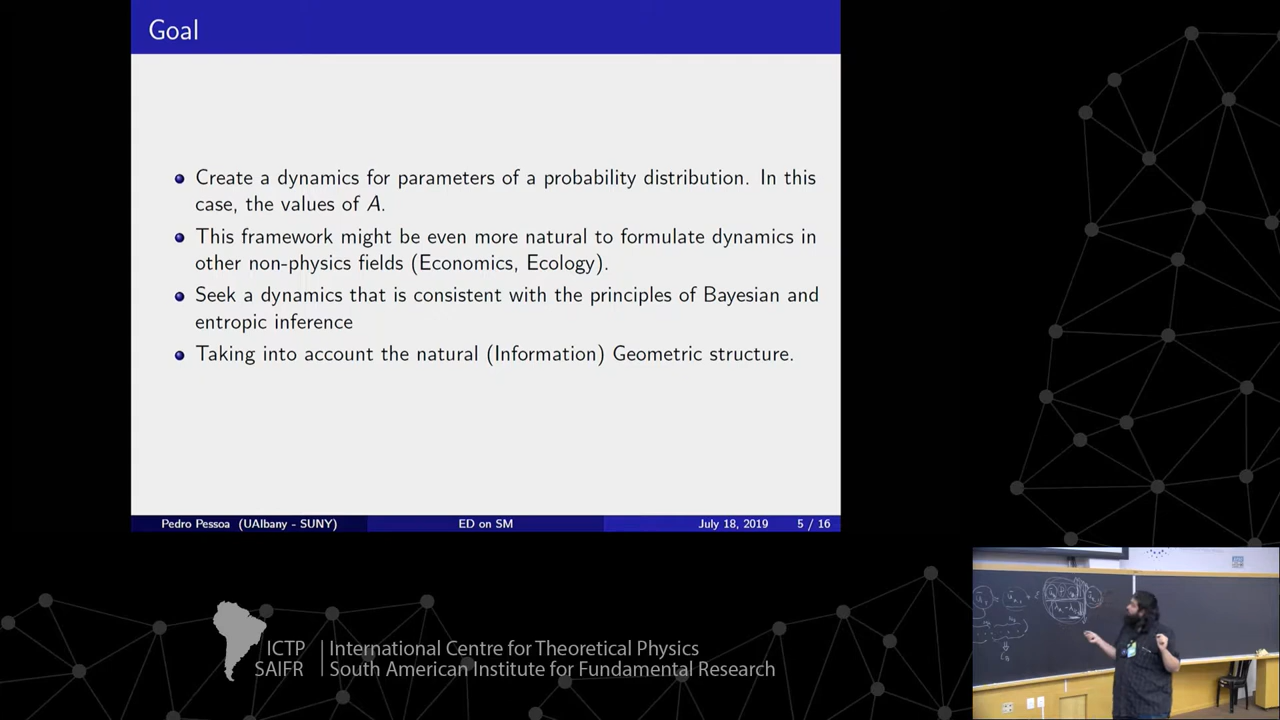 Goal
Create a dynamics for parameters of a probability distribution. In this
case, the values of A.
This framework might be even more natural to formulate dynamics in
other non-physics fields (Economics, Ecology).
Seek a dynamics that is consistent with the principles of Bayesian and
entropic inference
Taking into account the natural (Information) Geometric structure.
Pedro Pessoa (UAlbany - SUNY) ED on SM July 18, 2019 5 / 16
ICTP International Centre for Theoretical Physics
SAIFR South American Institute for Fundamental Research